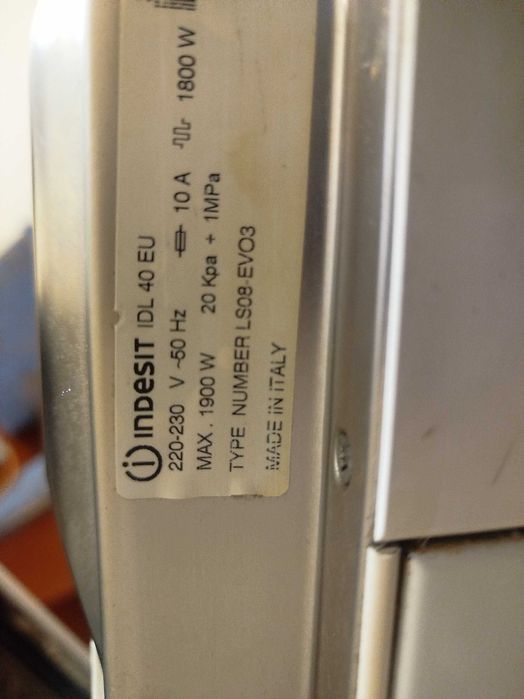 indesit IDL 40 EU
220-230 V ~50 Hz 10 A 1800 W
MAX. 1900 W 20 Kpa + 1MPa
TYPE NUMBER LS08-EVO3
MADE IN ITALY